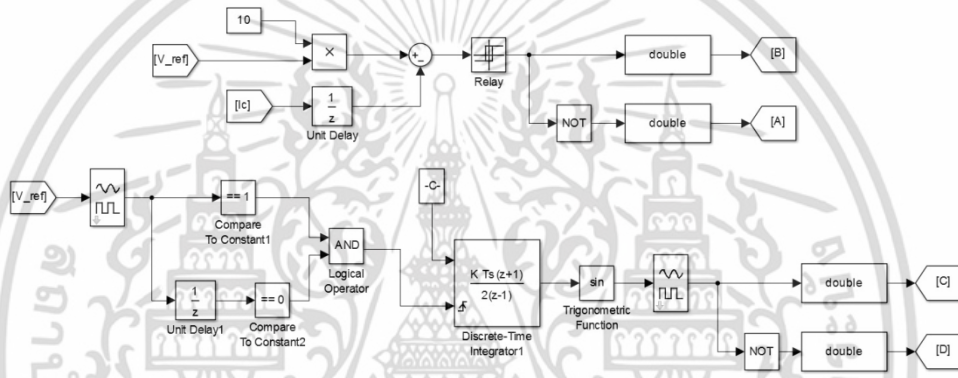 10
[V_ref]
×
+
−
Relay
double
[B]
[Ic]
1
z
Unit Delay
NOT
double
[A]
[V_ref]
== 1
Compare
To Constant1
-C-
AND
Logical
Operator
1
z
Unit Delay1
== 0
Compare
To Constant2
K Ts(z+1)
2(z-1)
Discrete-Time
Integrator1
sin
Trigonometric
Function
double
[C]
NOT
double
[D]